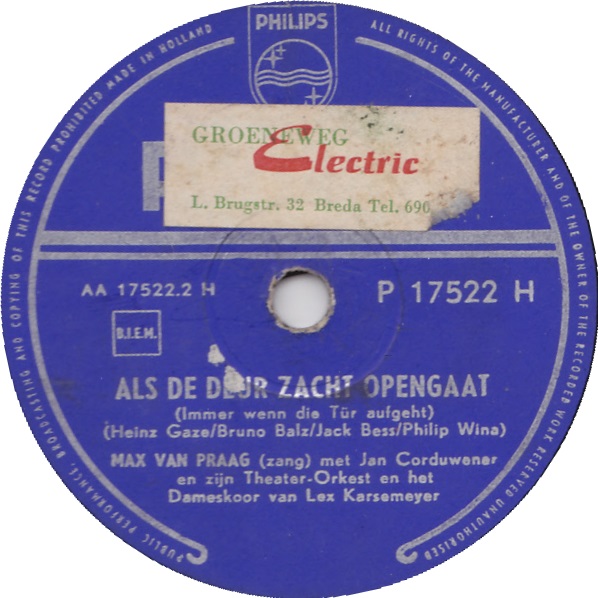 PHILIPS
ALL RIGHTS OF THE MANUFACTURER AND OF THE OWNER OF THE RECORDED WORK RESERVED UNAUTHORISED
PUBLIC PERFORMANCE, BROADCASTING AND COPYING OF THIS RECORD PROHIBITED MADE IN HOLLAND
GROENEWEG
Electric
L. Brugstr. 32 Breda Tel. 696
AA 17522.2 H
P 17522 H
B.I.E.M.
ALS DE DEUR ZACHT OPENGAAT
(Immer wenn die Tür aufgeht)
(Heinz Gaze/Bruno Balz/Jack Bess/Philip Wina)
MAX VAN PRAAG (zang) met Jan Corduwener
en zijn Theater-Orkest en het
Dameskoor van Lex Karsemeyer